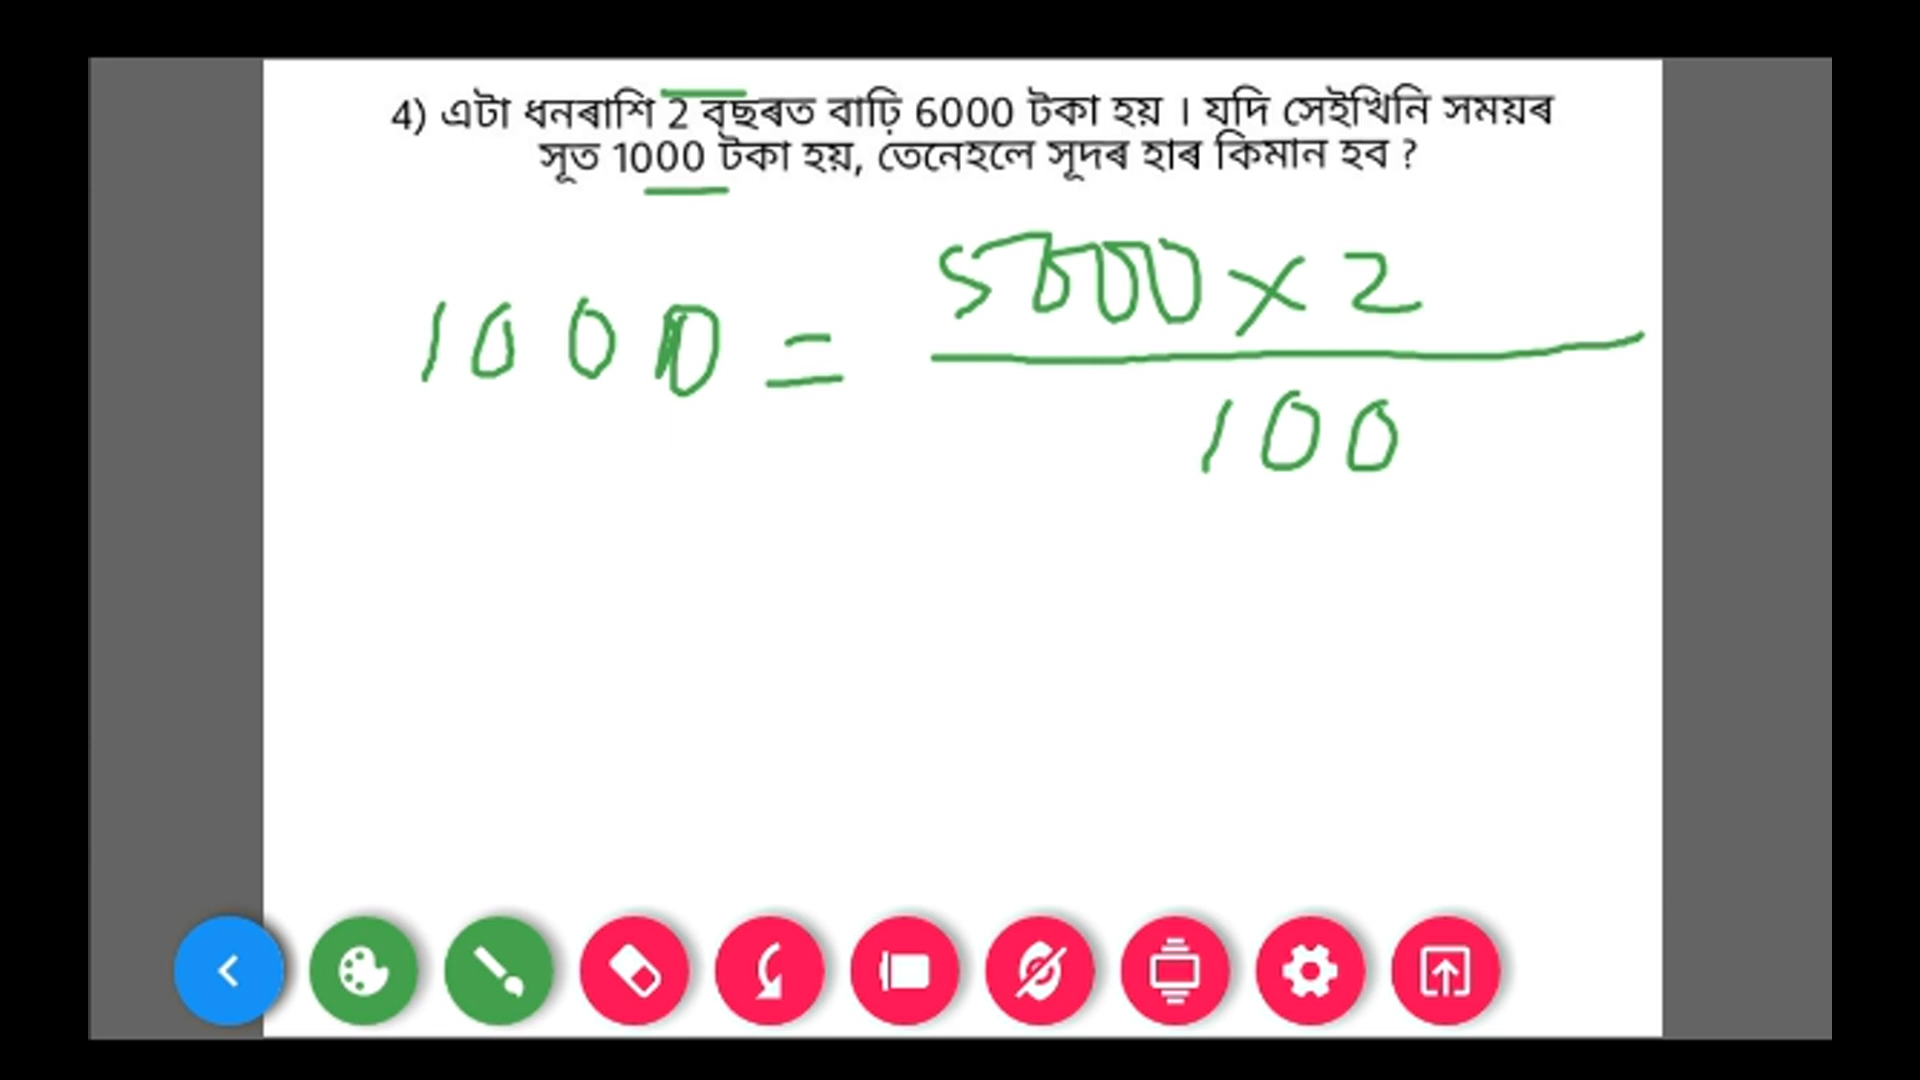 4) এটা ধনৰাশি 2 বছৰত বাঢ়ি 6000 টকা হয় । যদি সেইখিনি সময়ৰ
সূত 1000 টকা হয়, তেনেহলে সূদৰ হাৰ কিমান হব ?
5000 × 2
1000 =
100